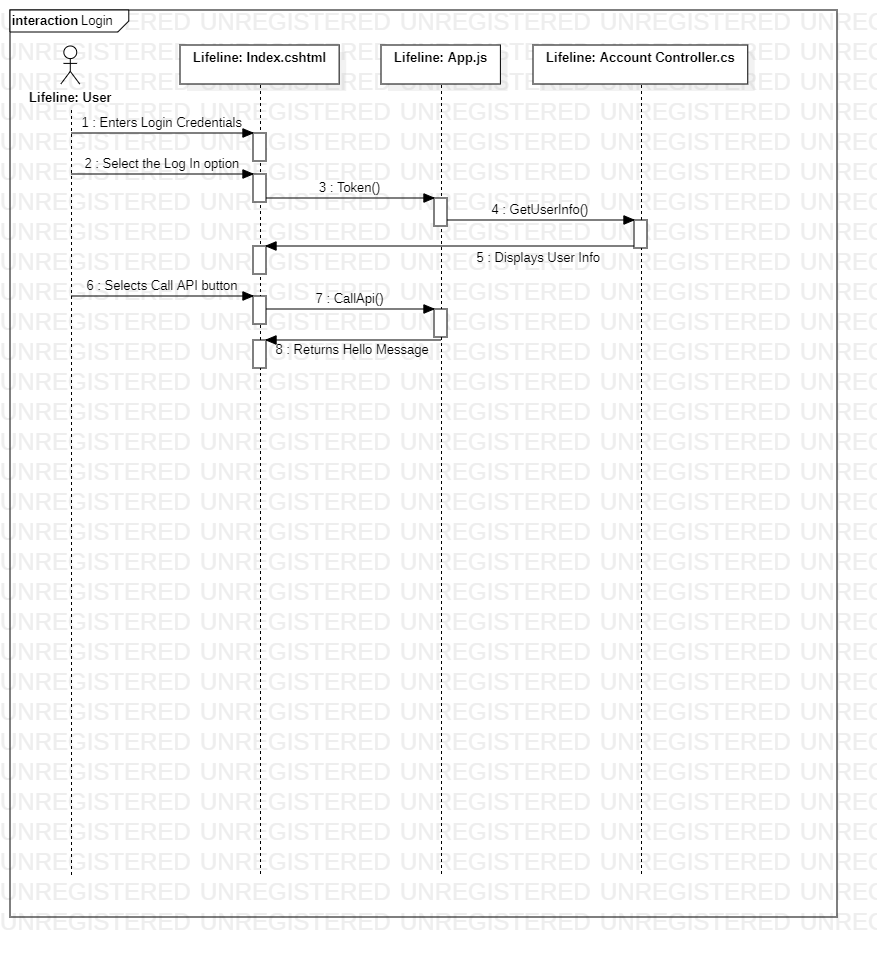 interaction Login
Lifeline: User
Lifeline: Index.cshtml
Lifeline: App.js
Lifeline: Account Controller.cs
1 : Enters Login Credentials
2 : Select the Log In option
3 : Token()
4 : GetUserInfo()
5 : Displays User Info
6 : Selects Call API button
7 : CallApi()
8 : Returns Hello Message
UNREGISTERED UNREGISTERED UNREGISTERED UNREGISTERED